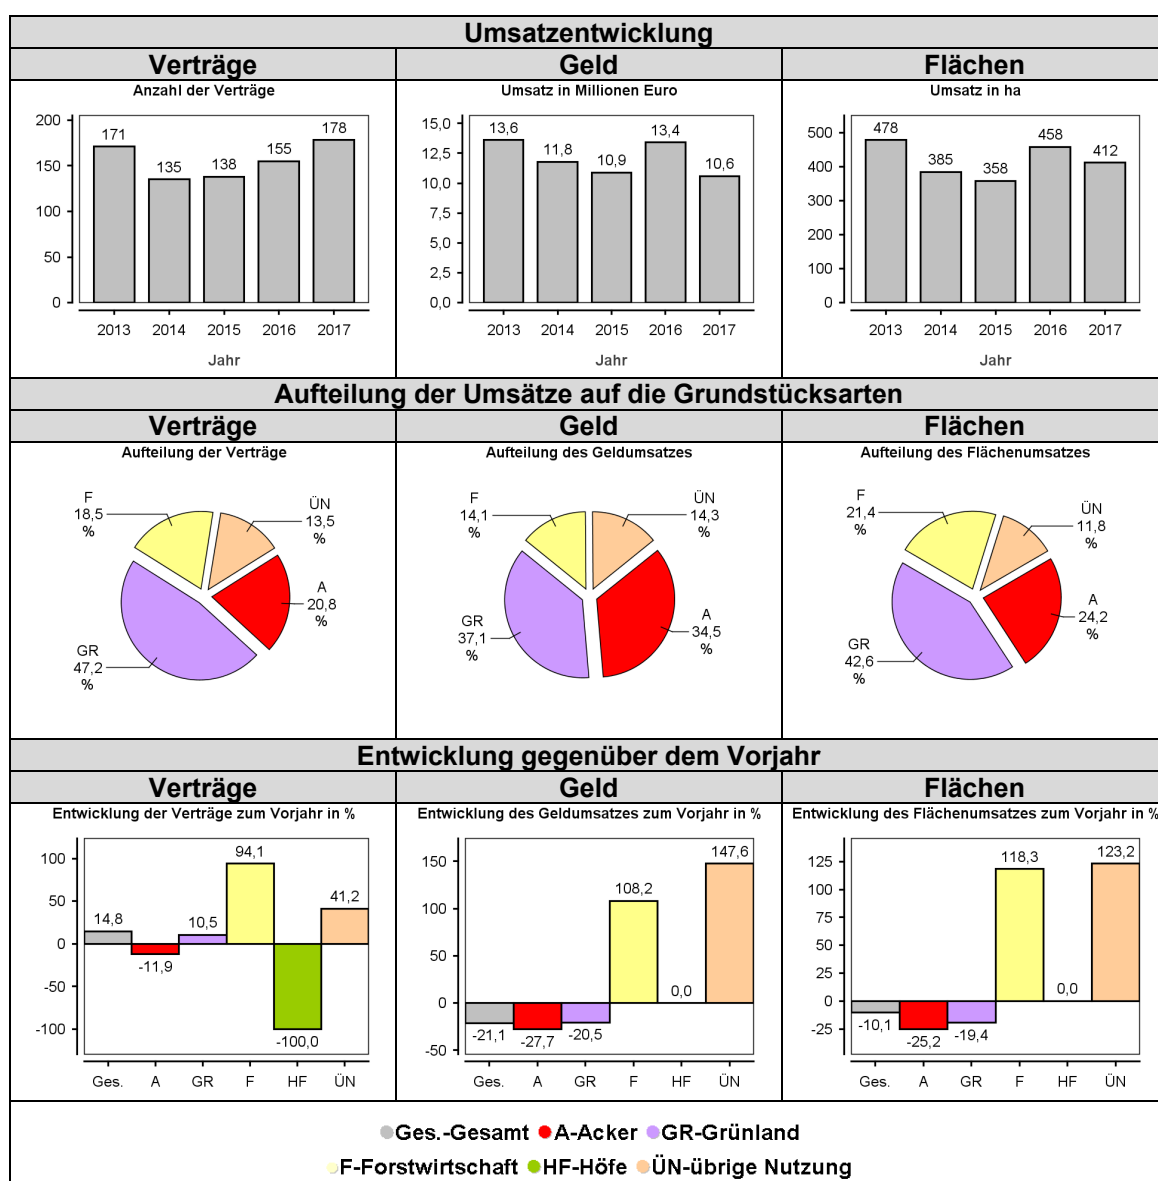 Umsatzentwicklung
Verträge
Geld
Flächen
Anzahl der Verträge
200
150
100
50
0
171
135
138
155
178
2013 2014 2015 2016 2017
Jahr
Umsatz in Millionen Euro
15,0
12,5
10,0
7,5
5,0
2,5
0,0
13,6
11,8
10,9
13,4
10,6
2013 2014 2015 2016 2017
Jahr
Umsatz in ha
500
400
300
200
100
0
478
385
358
458
412
2013 2014 2015 2016 2017
Jahr
Aufteilung der Umsätze auf die Grundstücksarten
Verträge
Geld
Flächen
Aufteilung der Verträge
F
18,5
%
ÜN
13,5
%
A
20,8
%
GR
47,2
%
Aufteilung des Geldumsatzes
F
14,1
%
ÜN
14,3
%
GR
37,1
%
A
34,5
%
Aufteilung des Flächenumsatzes
F
21,4
%
ÜN
11,8
%
A
24,2
%
GR
42,6
%
Entwicklung gegenüber dem Vorjahr
Verträge
Geld
Flächen
Entwicklung der Verträge zum Vorjahr in %
100
50
0
-50
-100
14,8
-11,9
10,5
94,1
-100,0
41,2
Ges. A GR F HF ÜN
Entwicklung des Geldumsatzes zum Vorjahr in %
150
100
50
0
-50
-21,1
-27,7
-20,5
108,2
0,0
147,6
Ges. A GR F HF ÜN
Entwicklung des Flächenumsatzes zum Vorjahr in %
125
100
75
50
25
0
-25
-10,1
-25,2
-19,4
118,3
0,0
123,2
Ges. A GR F HF ÜN
Ges.-Gesamt A-Acker GR-Grünland
F-Forstwirtschaft HF-Höfe ÜN-übrige Nutzung